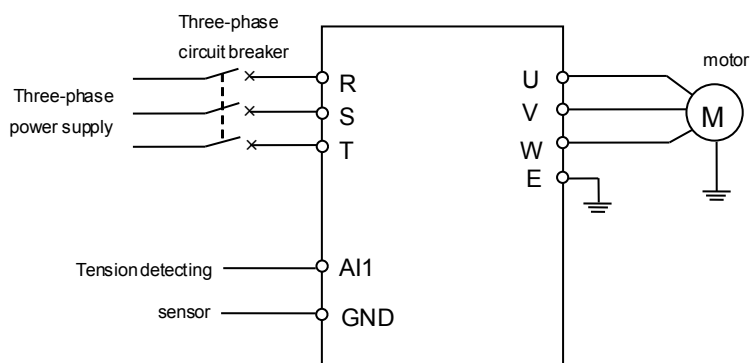 Three-phase
circuit breaker
Three-phase
power supply
R
S
T
U
V
W
E
motor
M
Tension detecting
sensor
AI1
GND